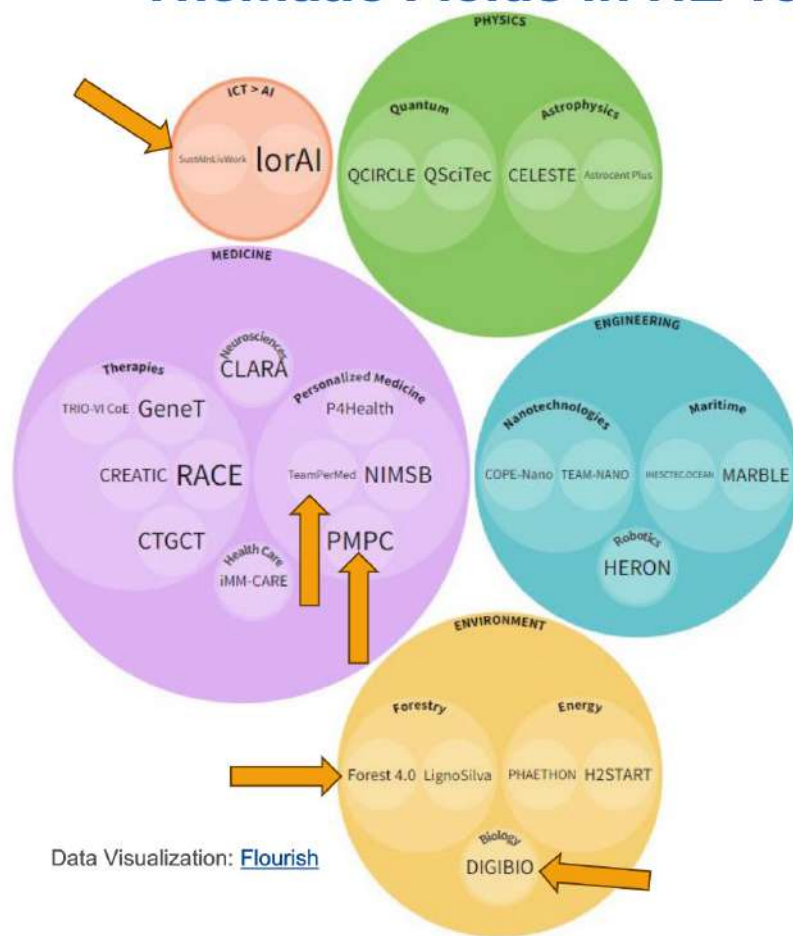 PHYSICS
ICT > AI
SustAInLivWork
lorAI
Quantum
QCIRCLE
QSciTec
Astrophysics
CELESTE
Astrocent Plus
MEDICINE
Neurosciences
CLARA
Therapies
TRIO-VI CoE
GeneT
CREATIC
RACE
CTGCT
Personalized Medicine
P4Health
TeamPerMed
NIMSB
PMPC
Health Care
iMM-CARE
ENGINEERING
Nanotechnologies
COPE-Nano
TEAM-NANO
Maritime
INESCTEC.OCEAN
MARBLE
Robotics
HERON
ENVIRONMENT
Forestry
Forest 4.0
LignoSilva
Energy
PHAETHON
H2START
Biology
DIGIBIO
Data Visualization: Flourish